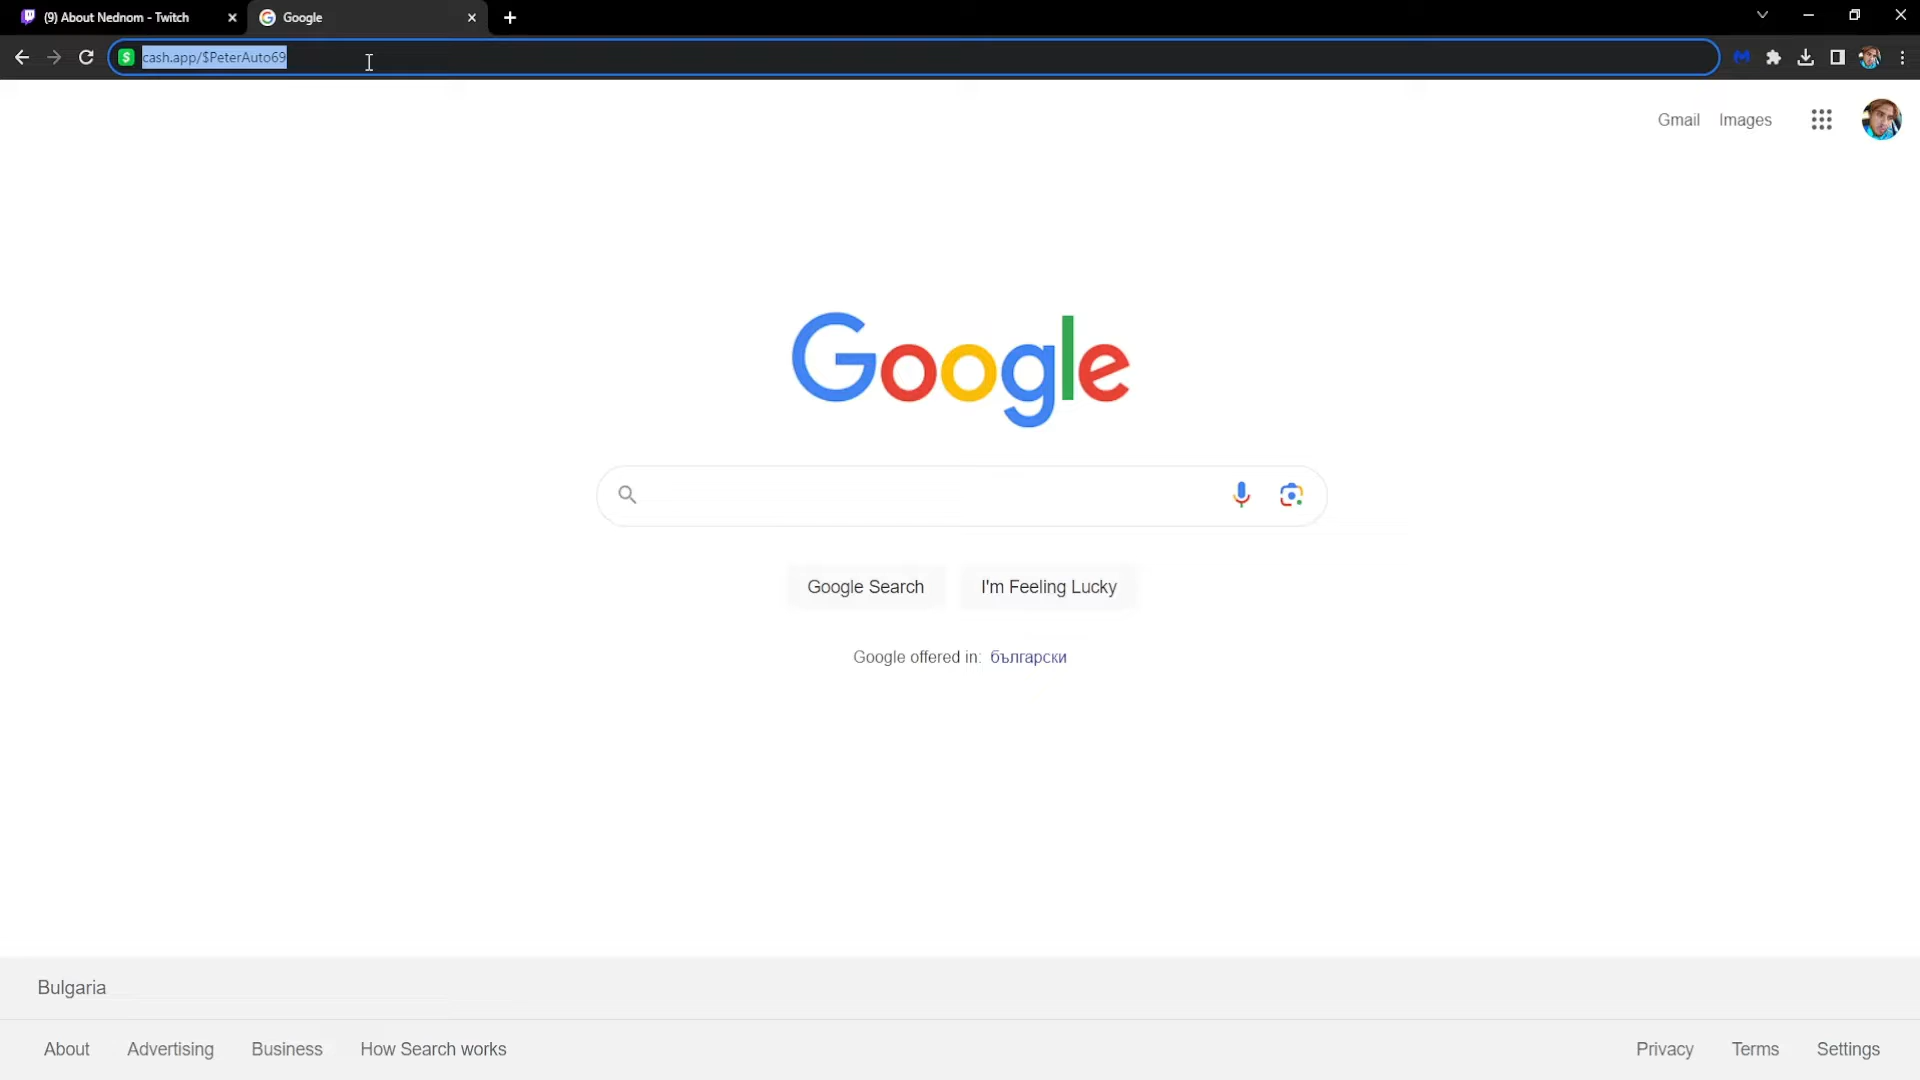 (9) About Nednom - Twitch
Google
cash.app/$PeterAuto69
Gmail Images
Google
Google Search I'm Feeling Lucky
Google offered in: български
Bulgaria
About Advertising Business How Search works Privacy Terms Settings